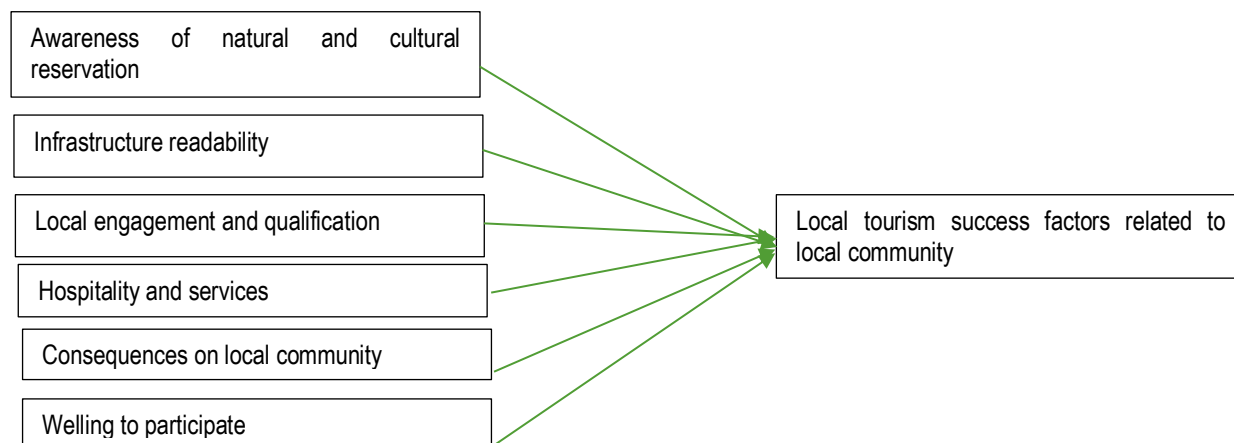 Awareness of natural and cultural
reservation
Infrastructure readability
Local engagement and qualification
Local tourism success factors related to
local community
Hospitality and services
Consequences on local community
Welling to participate